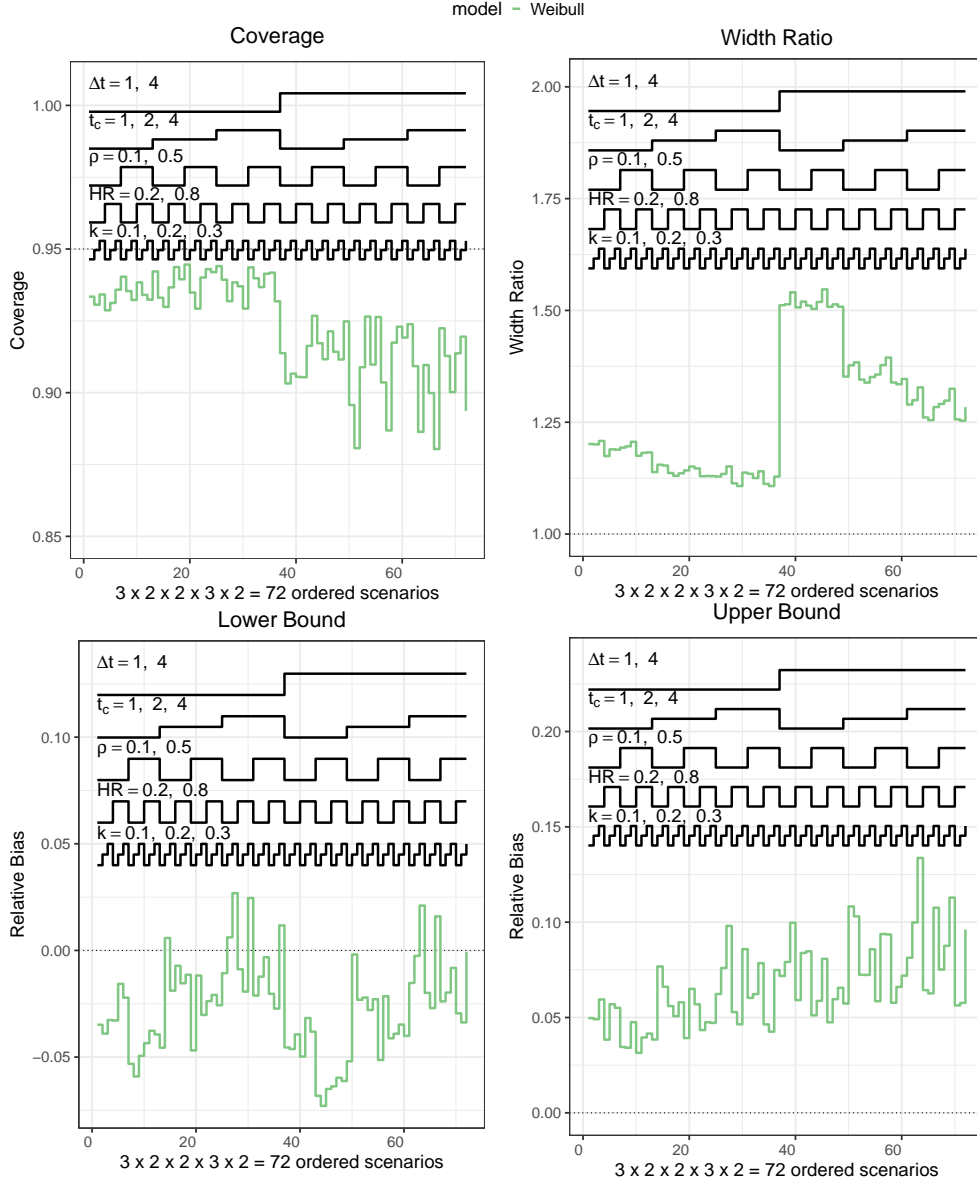 model Weibull
Coverage
Δt = 1, 4
t_c = 1, 2, 4
ρ = 0.1, 0.5
HR = 0.2, 0.8
k = 0.1, 0.2, 0.3
1.00
0.95
0.90
0.85
Coverage
0 20 40 60
3 x 2 x 2 x 3 x 2 = 72 ordered scenarios
Width Ratio
Δt = 1, 4
t_c = 1, 2, 4
ρ = 0.1, 0.5
HR = 0.2, 0.8
k = 0.1, 0.2, 0.3
2.00
1.75
1.50
1.25
1.00
Width Ratio
0 20 40 60
3 x 2 x 2 x 3 x 2 = 72 ordered scenarios
Lower Bound
Δt = 1, 4
t_c = 1, 2, 4
ρ = 0.1, 0.5
HR = 0.2, 0.8
k = 0.1, 0.2, 0.3
0.10
0.05
0.00
−0.05
Relative Bias
0 20 40 60
3 x 2 x 2 x 3 x 2 = 72 ordered scenarios
Upper Bound
Δt = 1, 4
t_c = 1, 2, 4
ρ = 0.1, 0.5
HR = 0.2, 0.8
k = 0.1, 0.2, 0.3
0.20
0.15
0.10
0.05
0.00
Relative Bias
0 20 40 60
3 x 2 x 2 x 3 x 2 = 72 ordered scenarios